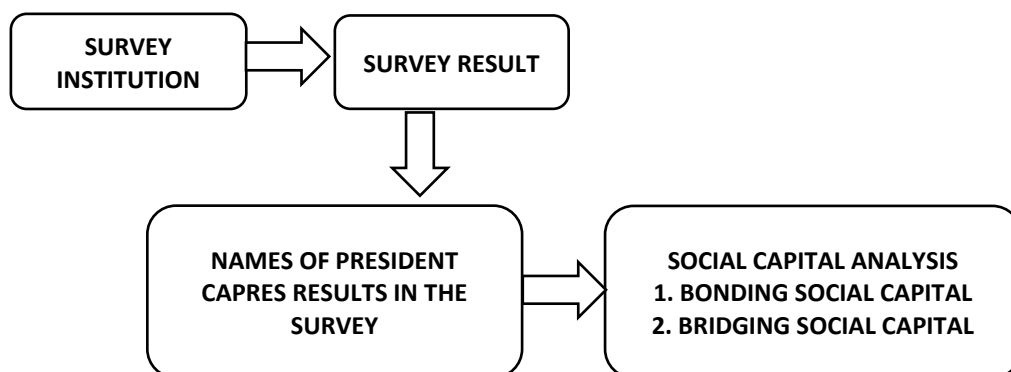 SURVEY
INSTITUTION
SURVEY RESULT
NAMES OF PRESIDENT
CAPRES RESULTS IN THE
SURVEY
SOCIAL CAPITAL ANALYSIS
1. BONDING SOCIAL CAPITAL
2. BRIDGING SOCIAL CAPITAL